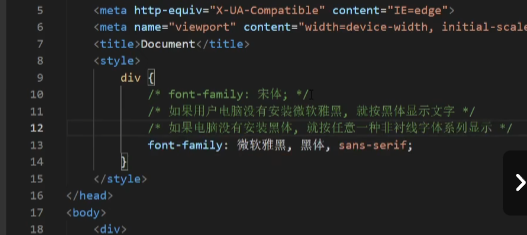 5 <meta http-equiv="X-UA-Compatible" content="IE=edge">
6 <meta name="viewport" content="width=device-width, initial-scale
7 <title>Document</title>
8 <style>
9 div {
10 /* font-family: 宋体; */
11 /* 如果用户电脑没有安装微软雅黑, 就按黑体显示文字 */
12 /* 如果电脑没有安装黑体, 就按任意一种非衬线字体系列显示 */
13 font-family: 微软雅黑, 黑体, sans-serif;
14 }
15 </style>
16 </head>
17 <body>
18 <div>